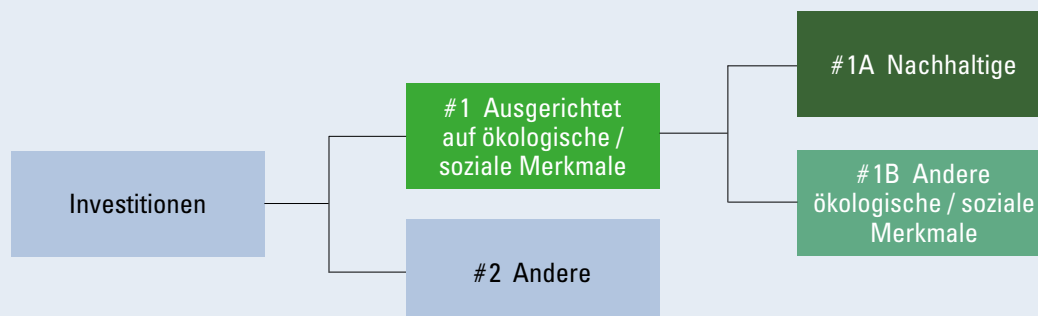 Investitionen
#1 Ausgerichtet
auf ökologische /
soziale Merkmale
#2 Andere
#1A Nachhaltige
#1B Andere
ökologische / soziale
Merkmale